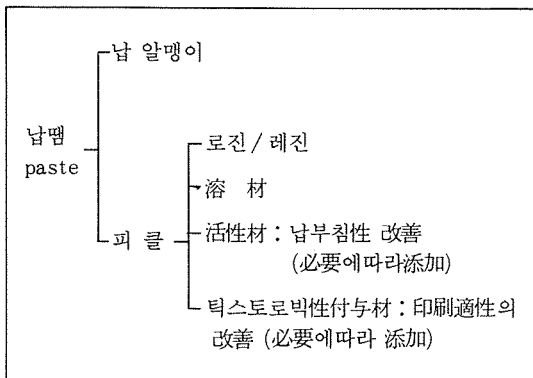 납 알맹이
납땜
paste
로진 / 레진
溶 材
피 클
活性材 : 납부침성 改善
(必要에따라添加)
틱스토로빅性付与材 : 印刷適性의
改善 (必要에따라 添加)